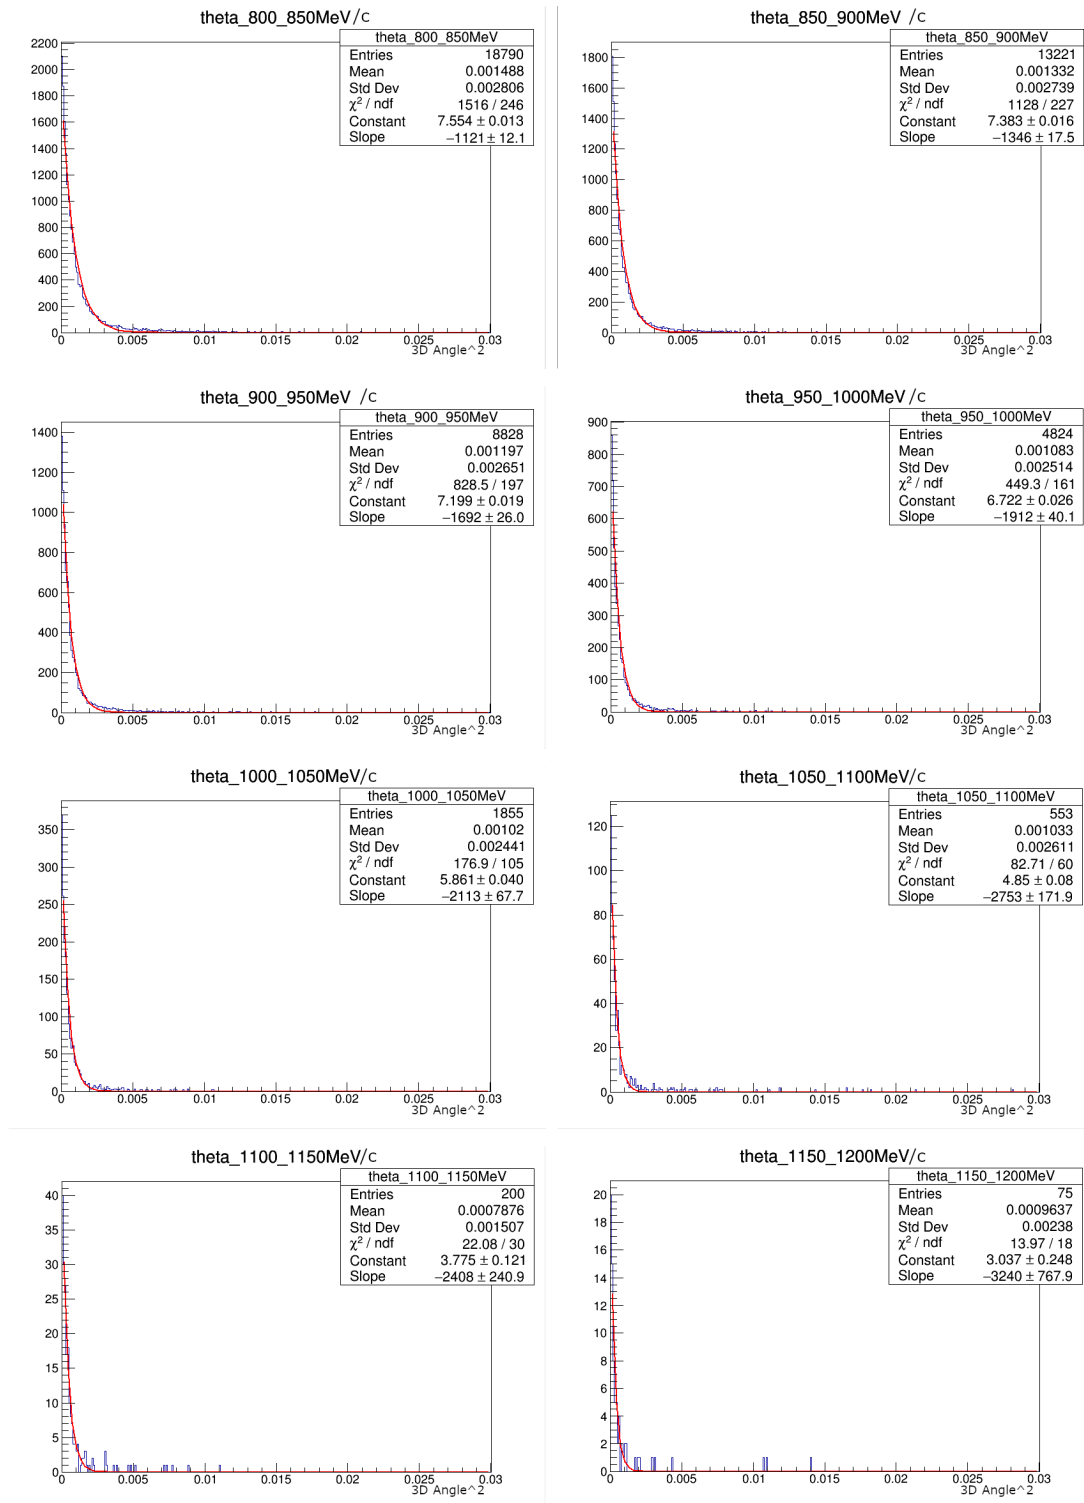 theta_800_850MeV/c
theta_800_850MeV
Entries 18790
Mean 0.001488
Std Dev 0.002806
χ² / ndf 1516 / 246
Constant 7.554 ± 0.013
Slope −1121 ± 12.1
2200
2000
1800
1600
1400
1200
1000
800
600
400
200
0
0 0.005 0.01 0.015 0.02 0.025 0.03
3D Angle^2
theta_850_900MeV /c
theta_850_900MeV
Entries 13221
Mean 0.001332
Std Dev 0.002739
χ² / ndf 1128 / 227
Constant 7.383 ± 0.016
Slope −1346 ± 17.5
1800
1600
1400
1200
1000
800
600
400
200
0
0 0.005 0.01 0.015 0.02 0.025 0.03
3D Angle^2
theta_900_950MeV /c
theta_900_950MeV
Entries 8828
Mean 0.001197
Std Dev 0.002651
χ² / ndf 828.5 / 197
Constant 7.199 ± 0.019
Slope −1692 ± 26.0
1400
1200
1000
800
600
400
200
0
0 0.005 0.01 0.015 0.02 0.025 0.03
3D Angle^2
theta_950_1000MeV /c
theta_950_1000MeV
Entries 4824
Mean 0.001083
Std Dev 0.002514
χ² / ndf 449.3 / 161
Constant 6.722 ± 0.026
Slope −1912 ± 40.1
900
800
700
600
500
400
300
200
100
0
0 0.005 0.01 0.015 0.02 0.025 0.03
3D Angle^2
theta_1000_1050MeV/c
theta_1000_1050MeV
Entries 1855
Mean 0.00102
Std Dev 0.002441
χ² / ndf 176.9 / 105
Constant 5.861 ± 0.040
Slope −2113 ± 67.7
350
300
250
200
150
100
50
0
0 0.005 0.01 0.015 0.02 0.025 0.03
3D Angle^2
theta_1050_1100MeV/c
theta_1050_1100MeV
Entries 553
Mean 0.001033
Std Dev 0.002611
χ² / ndf 82.71 / 60
Constant 4.85 ± 0.08
Slope −2753 ± 171.9
120
100
80
60
40
20
0
0 0.005 0.01 0.015 0.02 0.025 0.03
3D Angle^2
theta_1100_1150MeV/c
theta_1100_1150MeV
Entries 200
Mean 0.0007876
Std Dev 0.001507
χ² / ndf 22.08 / 30
Constant 3.775 ± 0.121
Slope −2408 ± 240.9
40
35
30
25
20
15
10
5
0
0 0.005 0.01 0.015 0.02 0.025 0.03
3D Angle^2
theta_1150_1200MeV/c
theta_1150_1200MeV
Entries 75
Mean 0.0009637
Std Dev 0.00238
χ² / ndf 13.97 / 18
Constant 3.037 ± 0.248
Slope −3240 ± 767.9
20
18
16
14
12
10
8
6
4
2
0
0 0.005 0.01 0.015 0.02 0.025 0.03
3D Angle^2